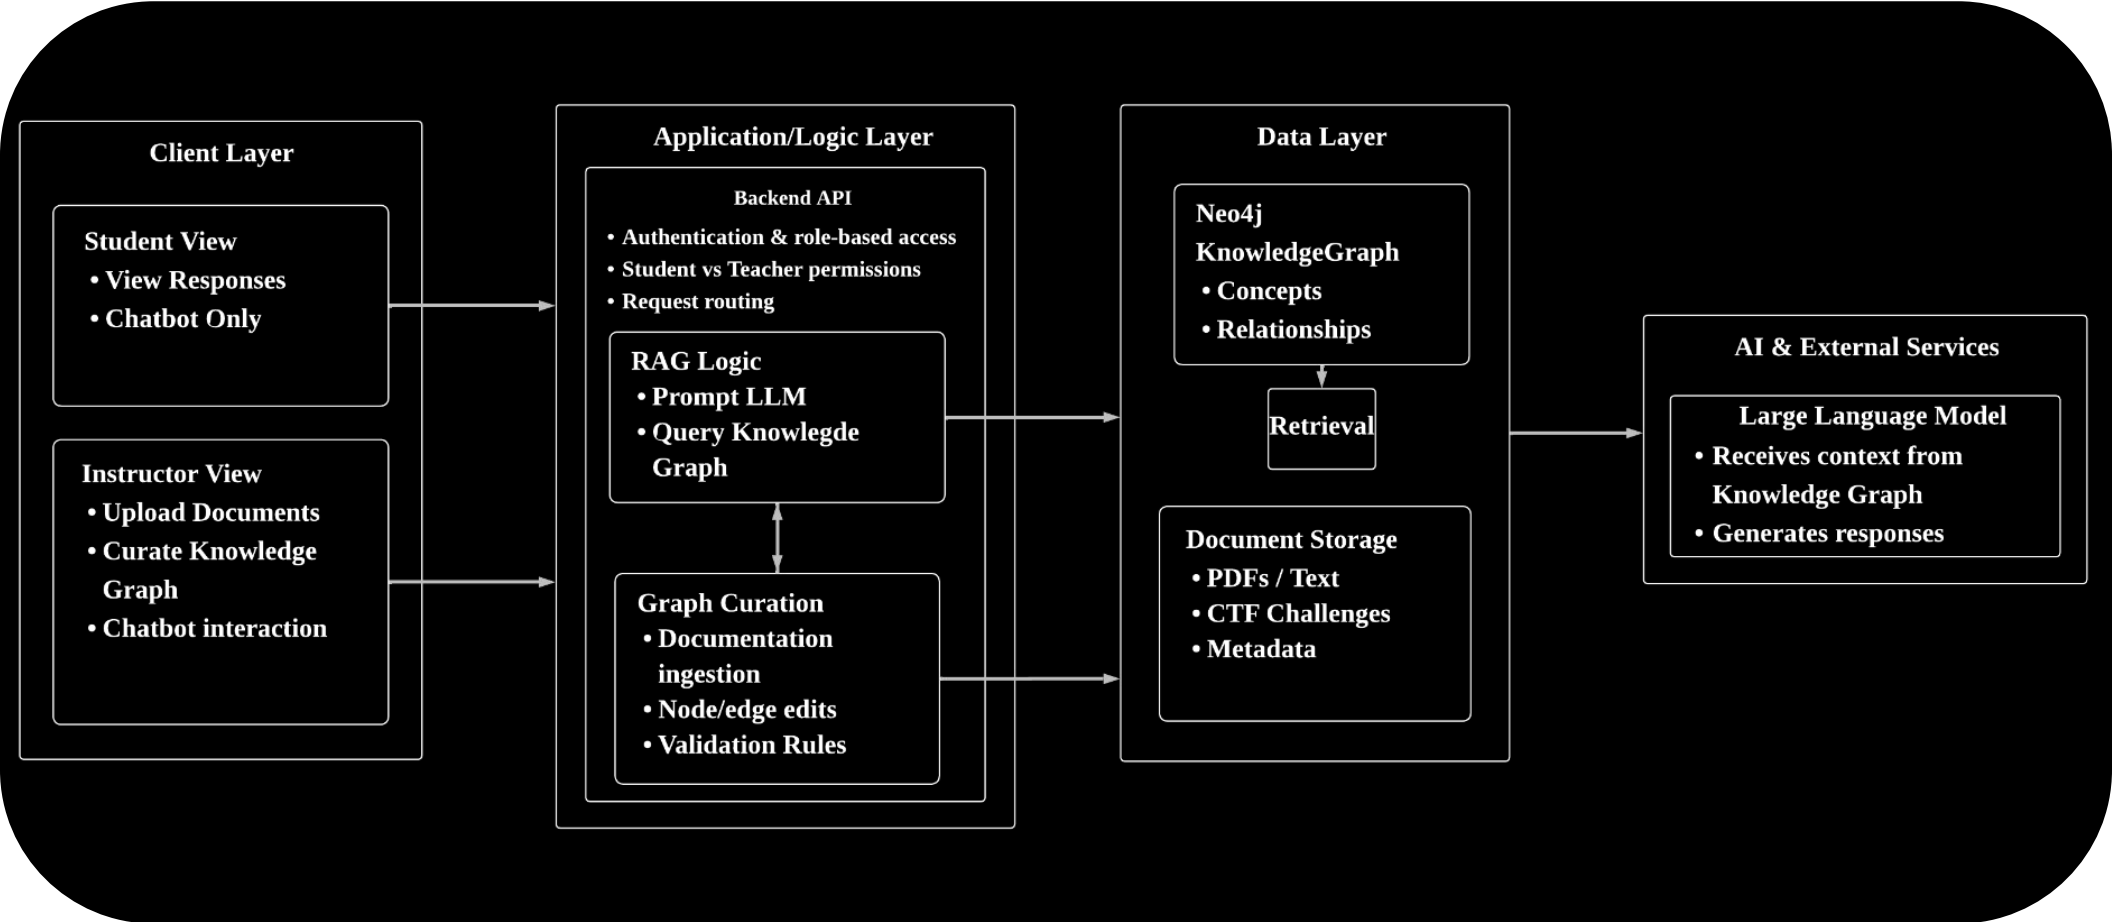 Client Layer
Student View
• View Responses
• Chatbot Only
Instructor View
• Upload Documents
• Curate Knowledge
Graph
• Chatbot interaction
Application/Logic Layer
Backend API
• Authentication & role-based access
• Student vs Teacher permissions
• Request routing
RAG Logic
• Prompt LLM
• Query Knowlegde
Graph
Graph Curation
• Documentation
ingestion
• Node/edge edits
• Validation Rules
Data Layer
Neo4j
KnowledgeGraph
• Concepts
• Relationships
Retrieval
Document Storage
• PDFs / Text
• CTF Challenges
• Metadata
AI & External Services
Large Language Model
• Receives context from
Knowledge Graph
• Generates responses